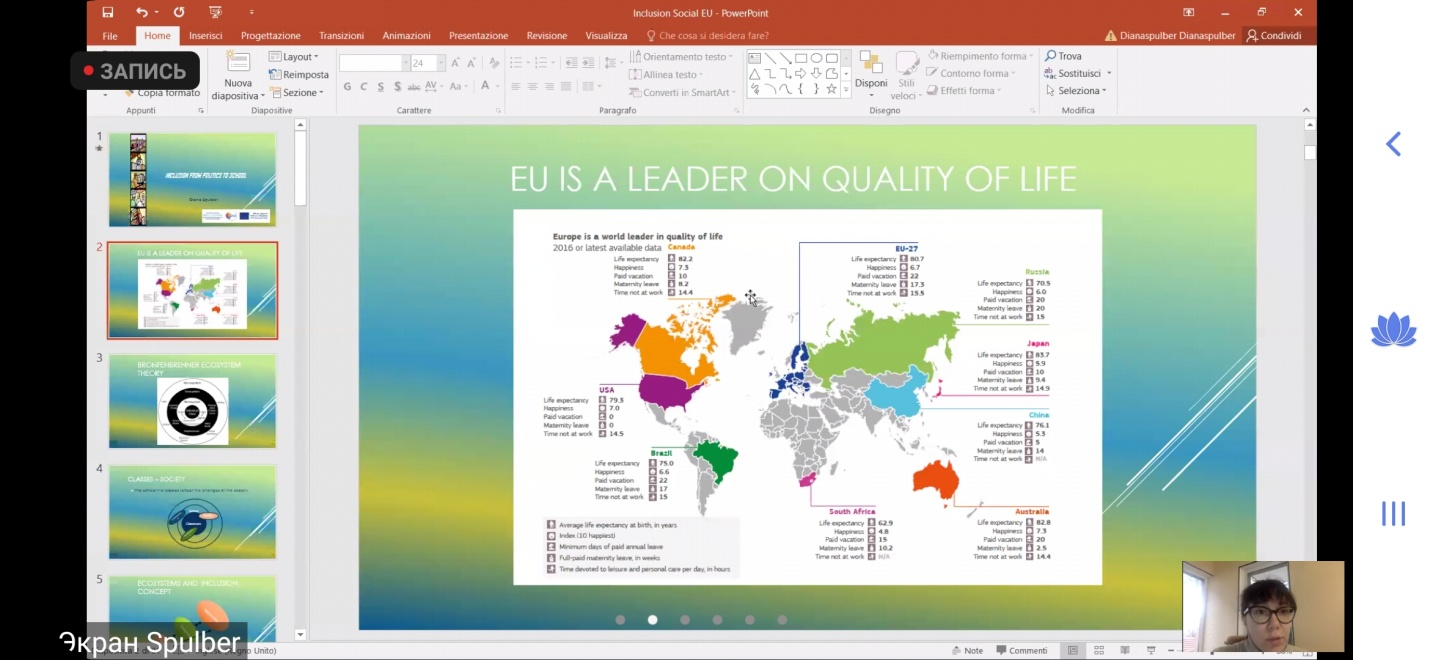 Inclusion Social EU - PowerPoint
File Home Inserisci Progettazione Transizioni Animazioni Presentazione Revisione Visualizza Che cosa si desidera fare? Dianaspulber Dianaspulber Condividi
ЗАПИСЬ
Copia formato
Appunti
Nuova diapositiva
Layout
Reimposta
Sezione
Diapositive
24
G C S S abc AV Aa A
Carattere
Orientamento testo
Allinea testo
Converti in SmartArt
Paragrafo
Disponi
Stili veloci
Riempimento forma
Contorno forma
Effetti forma
Disegno
Trova
Sostituisci
Seleziona
Modifica
1
INCLUSION FROM POLITICS TO SCHOOL
Diana Spulber
2
EU IS A LEADER ON QUALITY OF LIFE
3
BRONFENBRENNER ECOSYSTEM
THEORY
4
CLASSES = SOCIETY
5
ECOSYSTEMS AND INCLUSION
CONCEPT
EU IS A LEADER ON QUALITY OF LIFE
Europe is a world leader in quality of life
2016 or latest available data
Canada
Life expectancy 82.2
Happiness 7.3
Paid vacation 10
Maternity leave 8.2
Time not at work 14.4
EU-27
Life expectancy 80.7
Happiness 6.7
Paid vacation 22
Maternity leave 17.3
Time not at work 15.5
Russia
Life expectancy 70.5
Happiness 6.0
Paid vacation 20
Maternity leave 20
Time not at work 15
Japan
Life expectancy 83.7
Happiness 5.9
Paid vacation 10
Maternity leave 9.4
Time not at work 14.9
USA
Life expectancy 79.3
Happiness 7.0
Paid vacation 0
Maternity leave 0
Time not at work 14.5
China
Life expectancy 76.1
Happiness 5.3
Paid vacation 5
Maternity leave 14
Time not at work N/A
Brazil
Life expectancy 75.0
Happiness 6.6
Paid vacation 22
Maternity leave 17
Time not at work 15
South Africa
Life expectancy 62.9
Happiness 4.8
Paid vacation 15
Maternity leave 10.2
Time not at work N/A
Australia
Life expectancy 82.8
Happiness 7.3
Paid vacation 20
Maternity leave 2.5
Time not at work 14.4
Average life expectancy at birth, in years
Index (10 happiest)
Minimum days of paid annual leave
Full-paid maternity leave, in weeks
Time devoted to leisure and personal care per day, in hours
Экран Spulber
Unito)
Note Commenti